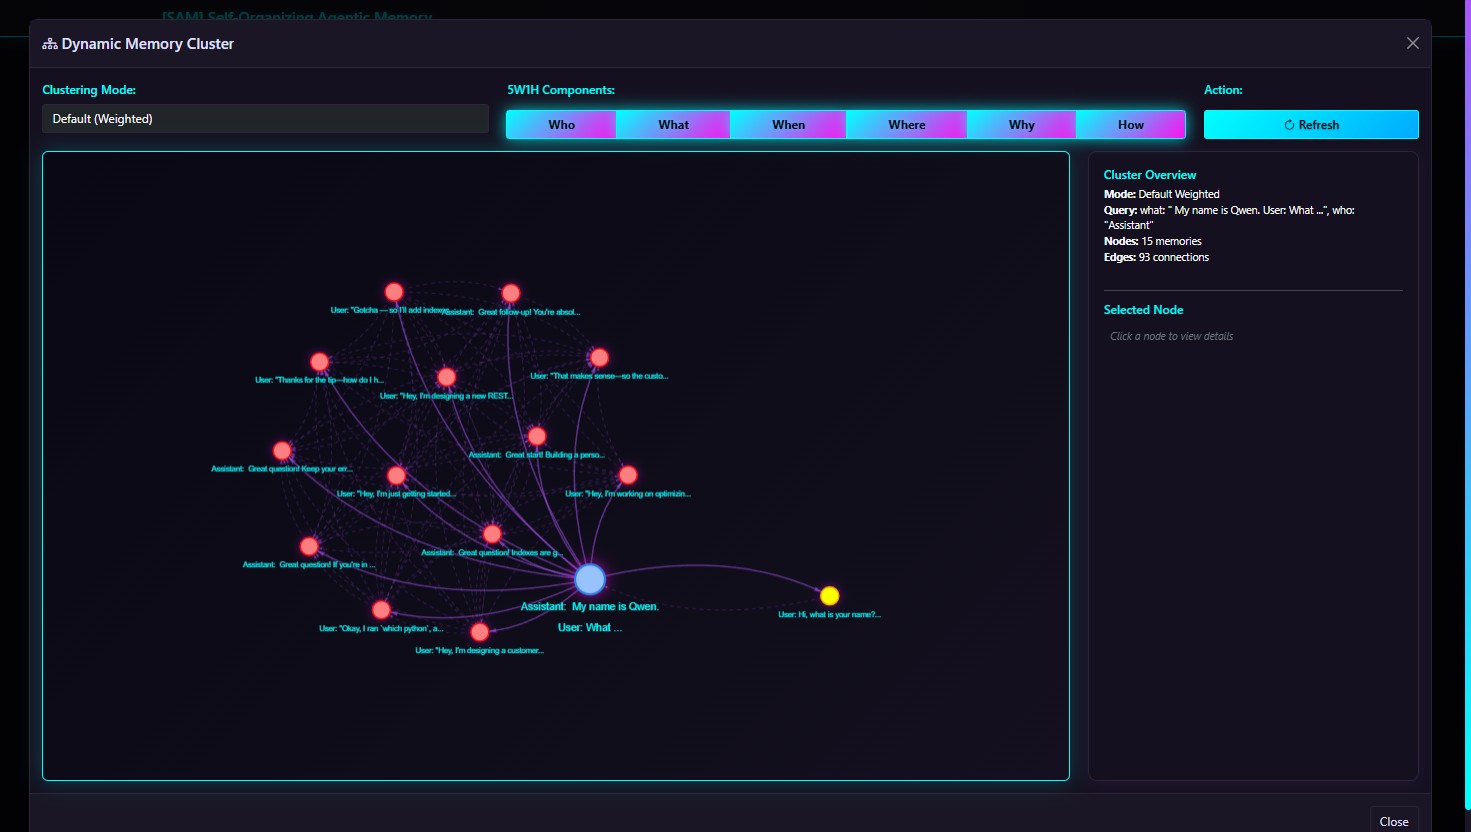 [SAM] Self-Organizing Agentic Memory
Dynamic Memory Cluster
Clustering Mode:
Default (Weighted)
5W1H Components:
Who
What
When
Where
Why
How
Action:
Refresh
User: "Gotcha — so I'll add indexes
Assistant: Great follow-up! You're absol...
User: "Thanks for the tip—how do I h...
User: "That makes sense—so the custo...
User: "Hey, I'm designing a new REST...
Assistant: Great start! Building a perso...
Assistant: Great question! Keep your err...
User: "Hey, I'm just getting started...
User: "Hey, I'm working on optimizin...
Assistant: Great question! Indexes are g...
Assistant: Great question! If you're in ...
Assistant: My name is Qwen.
User: What ...
User: Hi, what is your name?...
User: "Okay, I ran `which python`, a...
User: "Hey, I'm designing a customer...
Cluster Overview
Mode: Default Weighted
Query: what: " My name is Qwen. User: What ...", who:
"Assistant"
Nodes: 15 memories
Edges: 93 connections
Selected Node
Click a node to view details
Close